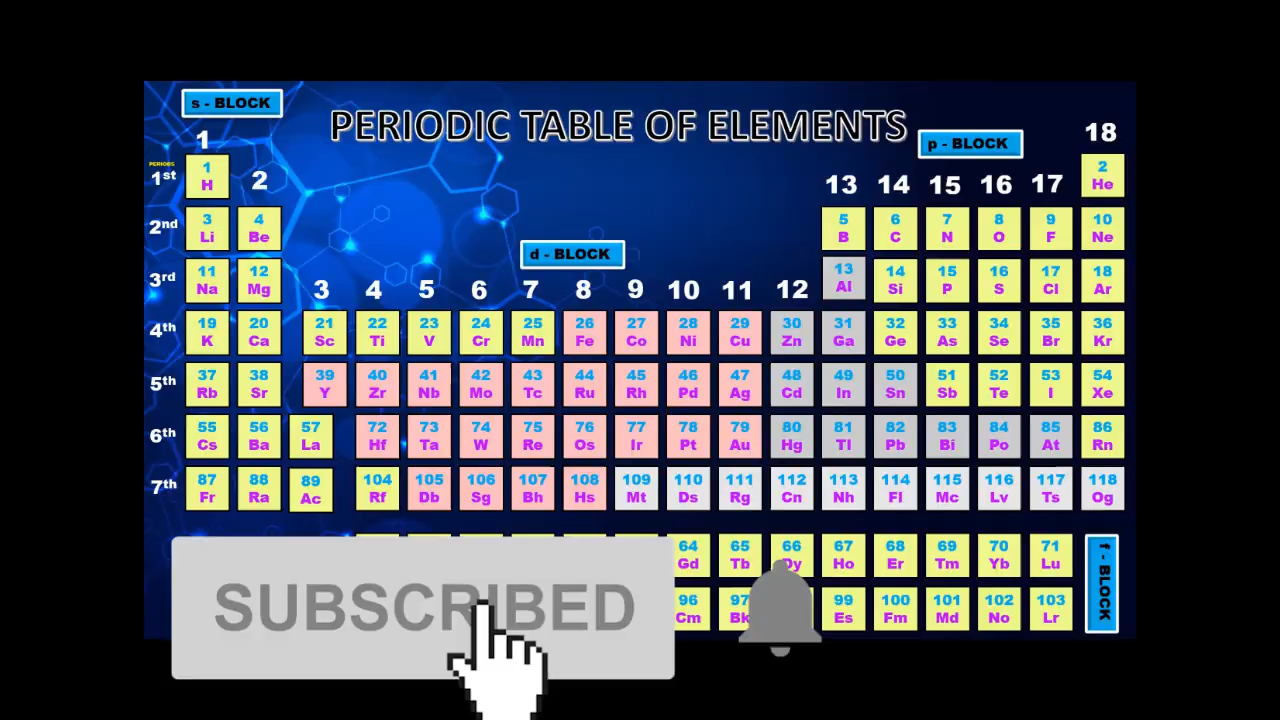 s - BLOCK
PERIODIC TABLE OF ELEMENTS
1 18
p - BLOCK
PERIODS
1st 1 H 2 2 He
13 14 15 16 17
2nd 3 Li 4 Be 5 B 6 C 7 N 8 O 9 F 10 Ne
d - BLOCK
3rd 11 Na 12 Mg 13 Al 14 Si 15 P 16 S 17 Cl 18 Ar
3 4 5 6 7 8 9 10 11 12
4th 19 K 20 Ca 21 Sc 22 Ti 23 V 24 Cr 25 Mn 26 Fe 27 Co 28 Ni 29 Cu 30 Zn 31 Ga 32 Ge 33 As 34 Se 35 Br 36 Kr
5th 37 Rb 38 Sr 39 Y 40 Zr 41 Nb 42 Mo 43 Tc 44 Ru 45 Rh 46 Pd 47 Ag 48 Cd 49 In 50 Sn 51 Sb 52 Te 53 I 54 Xe
6th 55 Cs 56 Ba 57 La 72 Hf 73 Ta 74 W 75 Re 76 Os 77 Ir 78 Pt 79 Au 80 Hg 81 Tl 82 Pb 83 Bi 84 Po 85 At 86 Rn
7th 87 Fr 88 Ra 89 Ac 104 Rf 105 Db 106 Sg 107 Bh 108 Hs 109 Mt 110 Ds 111 Rg 112 Cn 113 Nh 114 Fl 115 Mc 116 Lv 117 Ts 118 Og
64 Gd 65 Tb 66 Dy 67 Ho 68 Er 69 Tm 70 Yb 71 Lu
96 Cm 97 Bk 99 Es 100 Fm 101 Md 102 No 103 Lr
f - BLOCK
SUBSCRIBED